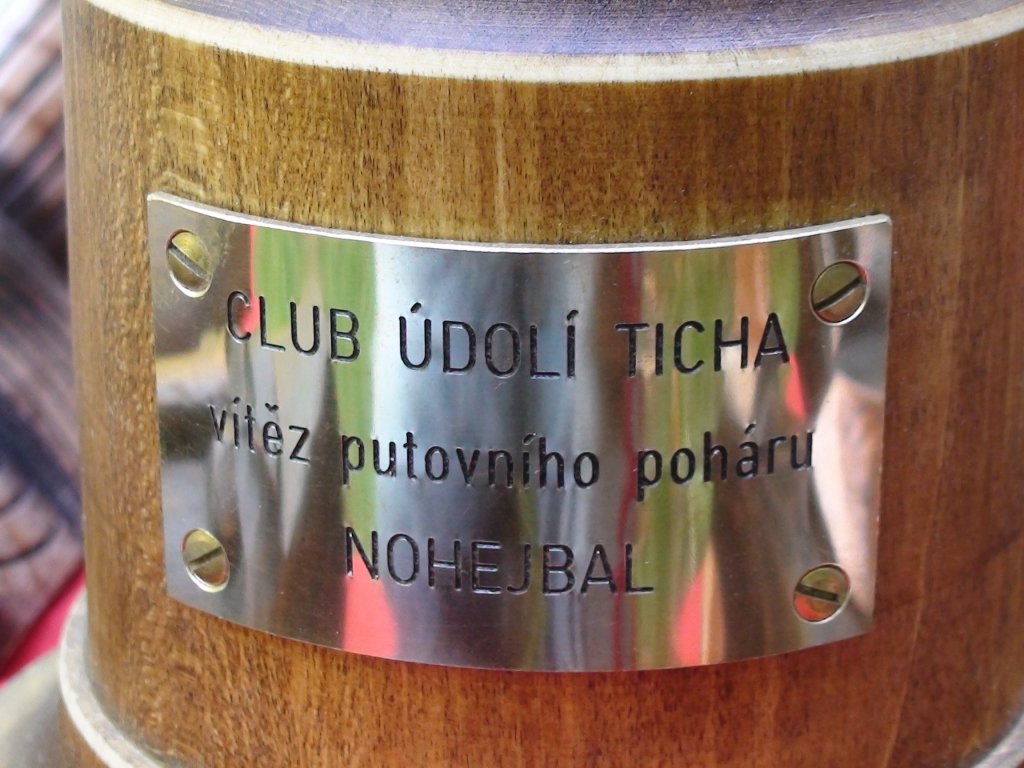 CLUB ÚDOLÍ TICHA
vítěz putovního poháru
NOHEJBAL